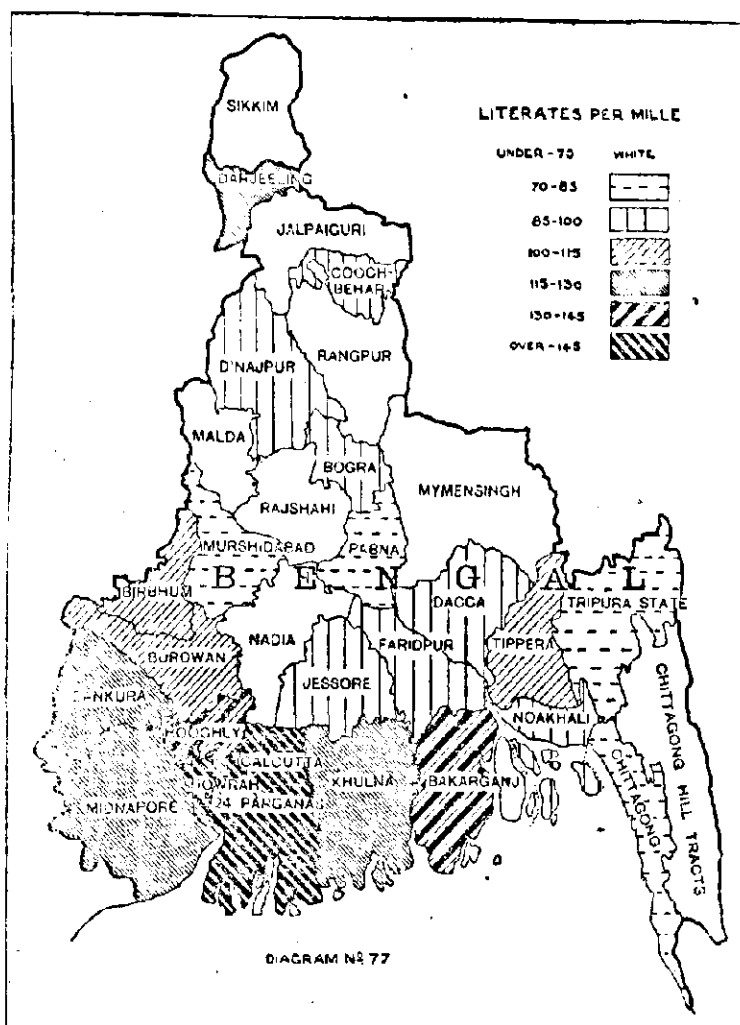 SIKKIM
LITERATES PER MILLE
UNDER-70 WHITE
70-85
85-100
100-115
115-130
130-145
OVER-145
DARJEELING
JALPAIGURI
COOCH-
BEHAR
DINAJPUR
RANGPUR
MALDA
BOGRA
MYMENSINGH
RAJSHAHI
MURSHIDABAD
PABNA
BENGAL
BIRBHUM
DACCA
TRIPURA STATE
NADIA
FARIDPUR
TIPPERA
BURDWAN
JESSORE
BANKURA
NOAKHALI
CHITTAGONG HILL TRACTS
HOOGHLY
CALCUTTA
HOWRAH
24 PARGANAS
KHULNA
BAKARGANJ
CHITTAGONG
MIDNAPORE
DIAGRAM Nº 77